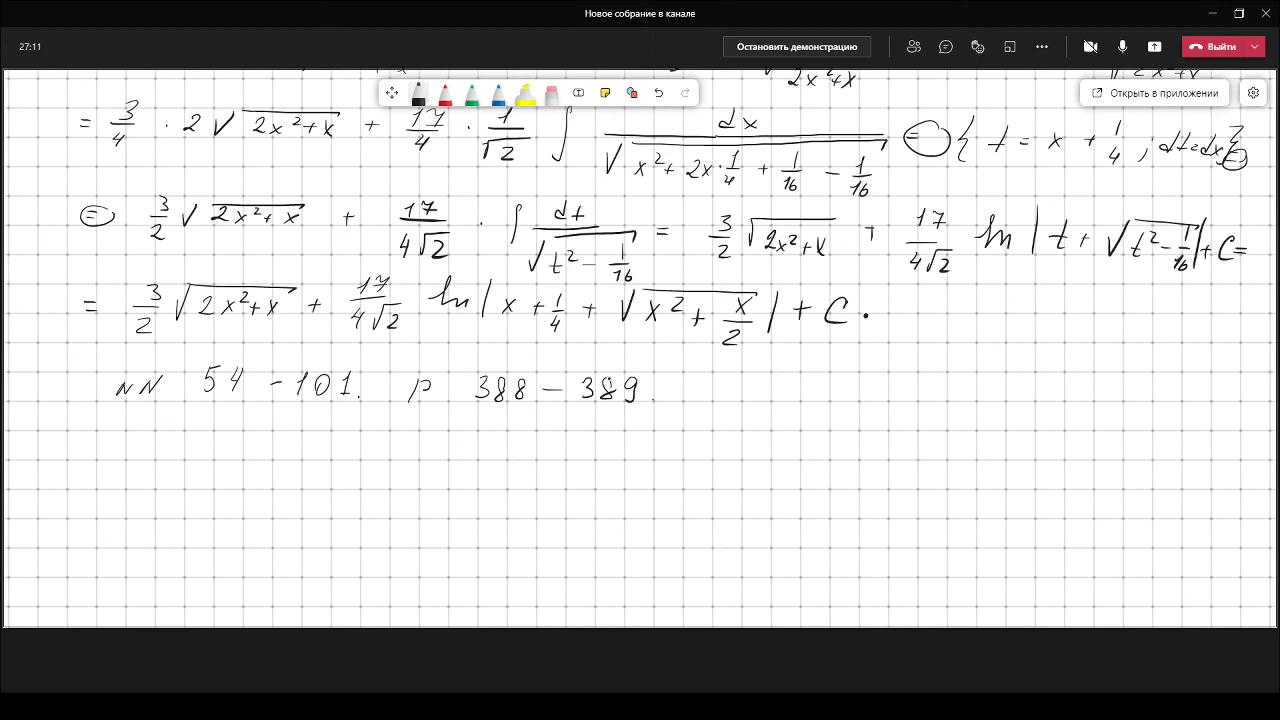 Новое собрание в канале
27:11
Остановить демонстрацию
Выйти
Открыть в приложении
2x²+x
= 3/4 · 2√(2x²+x) + 17/4 · 1/√2 ∫ dx/√(x² + 2x·1/4 + 1/16 − 1/16) = { t = x + 1/4 ; dt=dx } =
= 3/2 √(2x²+x) + 17/(4√2) · ∫ dt/√(t² − 1/16) = 3/2 √(2x²+x) + 17/(4√2) ln | t + √(t² − 1/16) | + C =
= 3/2 √(2x²+x) + 17/(4√2) ln | x + 1/4 + √(x² + x/2) | + C .
NN 54 - 101. p 388 – 389.